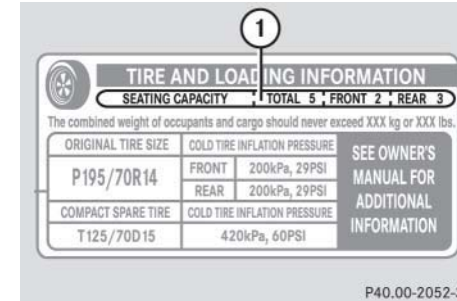 1
TIRE AND LOADING INFORMATION
SEATING CAPACITY TOTAL 5 FRONT 2 REAR 3
The combined weight of occupants and cargo should never exceed XXX kg or XXX lbs.
ORIGINAL TIRE SIZE
COLD TIRE INFLATION PRESSURE
SEE OWNER'S
MANUAL FOR
ADDITIONAL
INFORMATION
P195/70R14
FRONT 200kPa, 29PSI
REAR 200kPa, 29PSI
COMPACT SPARE TIRE
COLD TIRE INFLATION PRESSURE
T125/70D15
420kPa, 60PSI
P40.00-2052-